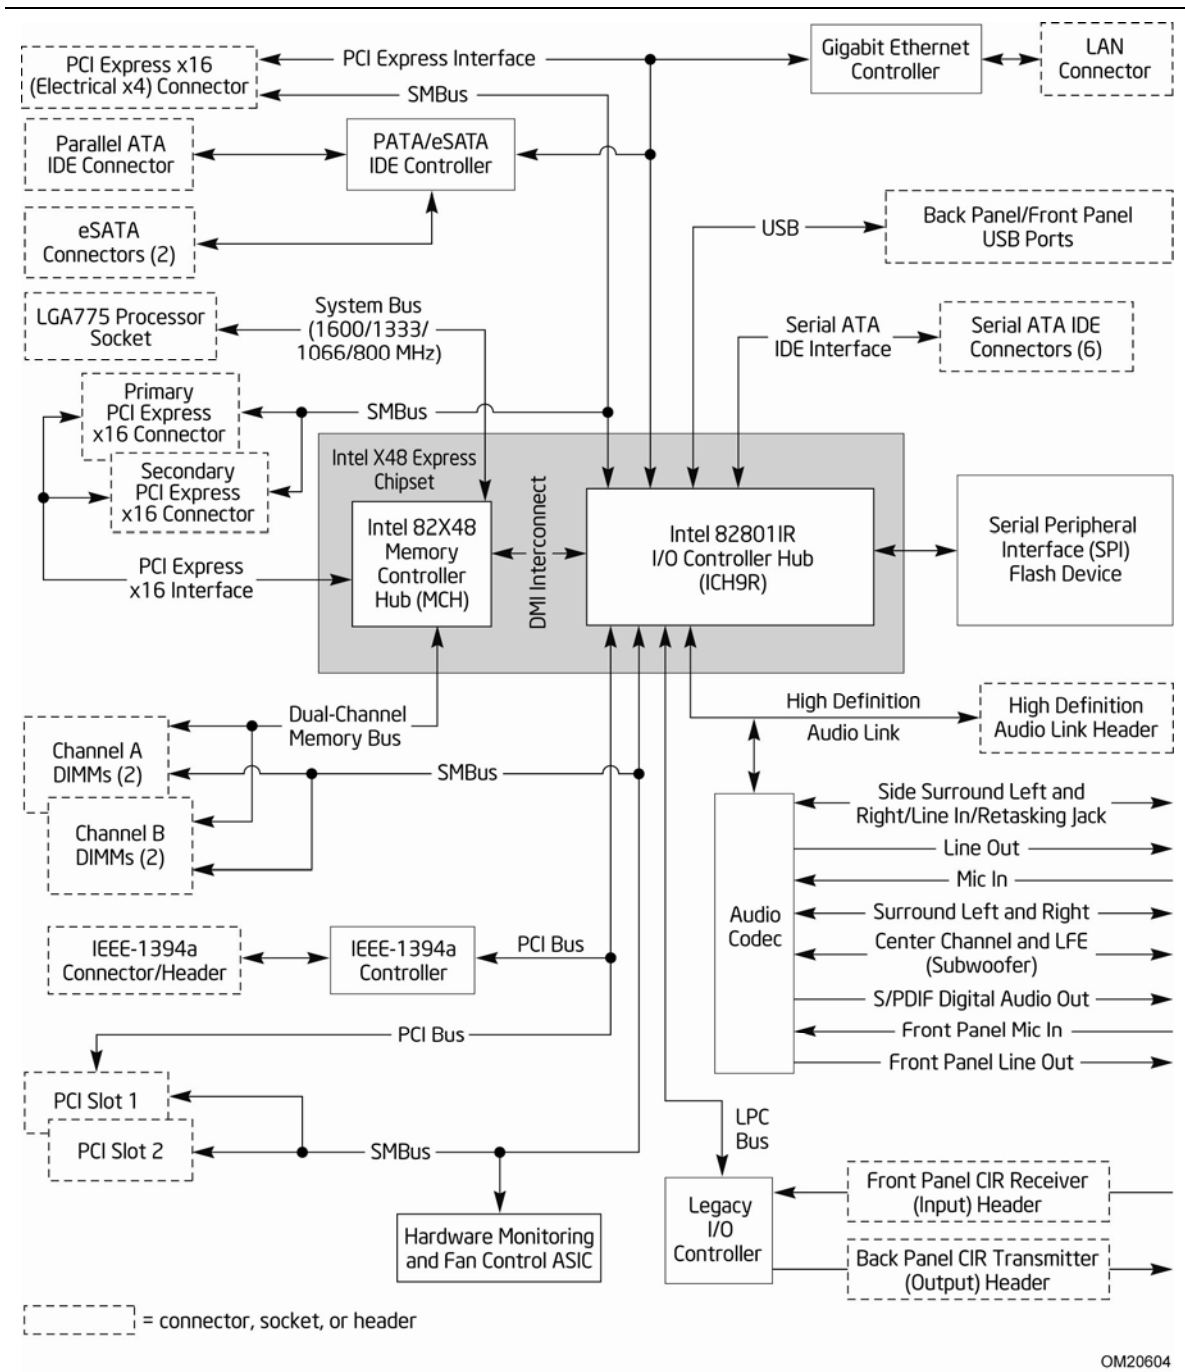 PCI Express x16
(Electrical x4) Connector
PCI Express Interface
SMBus
Gigabit Ethernet
Controller
LAN
Connector
Parallel ATA
IDE Connector
PATA/eSATA
IDE Controller
eSATA
Connectors (2)
USB
Back Panel/Front Panel
USB Ports
LGA775 Processor
Socket
System Bus
(1600/1333/
1066/800 MHz)
Serial ATA
IDE Interface
Serial ATA IDE
Connectors (6)
Primary
PCI Express
x16 Connector
SMBus
Secondary
PCI Express
x16 Connector
PCI Express
x16 Interface
Intel X48 Express
Chipset
Intel 82X48
Memory
Controller
Hub (MCH)
DMI Interconnect
Intel 82801IR
I/O Controller Hub
(ICH9R)
Serial Peripheral
Interface (SPI)
Flash Device
Dual-Channel
Memory Bus
Channel A
DIMMs (2)
SMBus
Channel B
DIMMs (2)
High Definition
Audio Link
High Definition
Audio Link Header
Audio
Codec
Side Surround Left and
Right/Line In/Retasking Jack
Line Out
Mic In
Surround Left and Right
Center Channel and LFE
(Subwoofer)
S/PDIF Digital Audio Out
Front Panel Mic In
Front Panel Line Out
IEEE-1394a
Connector/Header
IEEE-1394a
Controller
PCI Bus
PCI Bus
PCI Slot 1
PCI Slot 2
SMBus
Hardware Monitoring
and Fan Control ASIC
LPC
Bus
Legacy
I/O
Controller
Front Panel CIR Receiver
(Input) Header
Back Panel CIR Transmitter
(Output) Header
= connector, socket, or header
OM20604